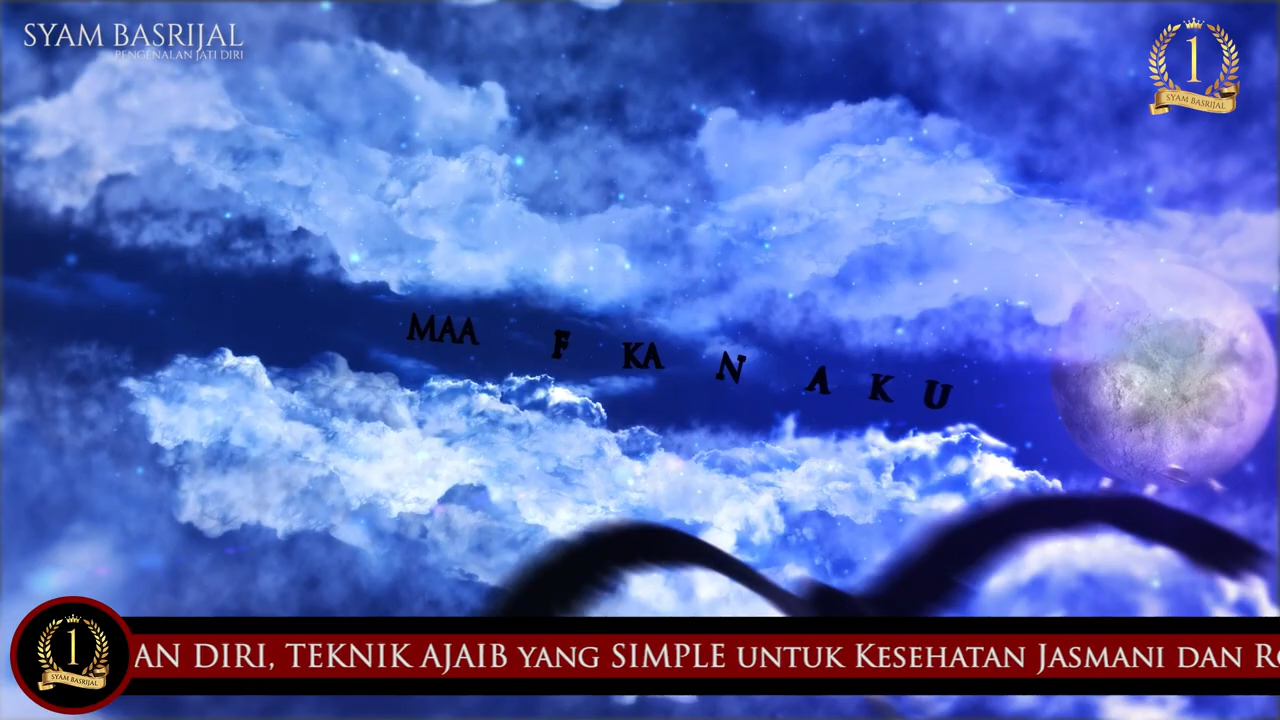 SYAM BASRIJAL
PENGENALAN JATI DIRI
1
SYAM BASRIJAL
MAA F KA N A K U
1
SYAM BASRIJAL
AN DIRI, TEKNIK AJAIB YANG SIMPLE UNTUK KESEHATAN JASMANI DAN